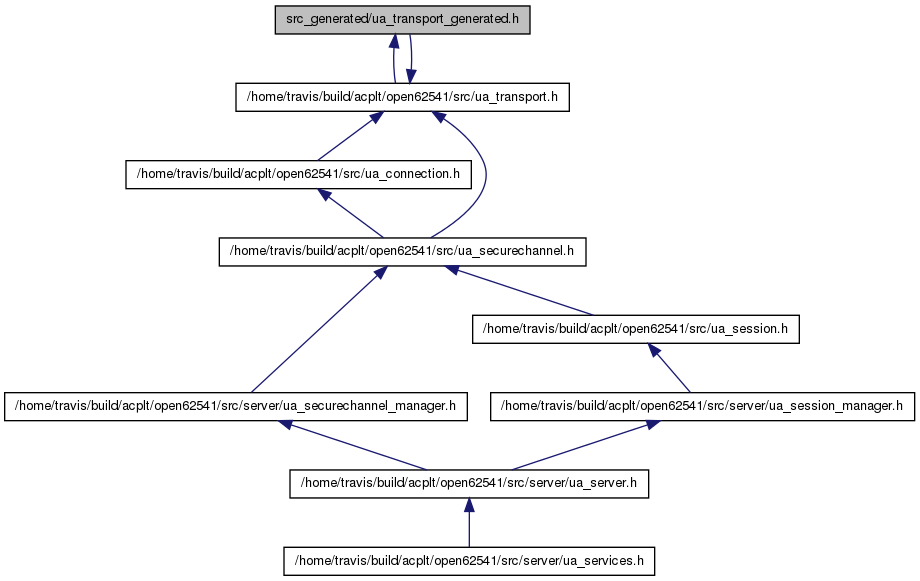 src_generated/ua_transport_generated.h
/home/travis/build/acplt/open62541/src/ua_transport.h
/home/travis/build/acplt/open62541/src/ua_connection.h
/home/travis/build/acplt/open62541/src/ua_securechannel.h
/home/travis/build/acplt/open62541/src/ua_session.h
/home/travis/build/acplt/open62541/src/server/ua_securechannel_manager.h
/home/travis/build/acplt/open62541/src/server/ua_session_manager.h
/home/travis/build/acplt/open62541/src/server/ua_server.h
/home/travis/build/acplt/open62541/src/server/ua_services.h